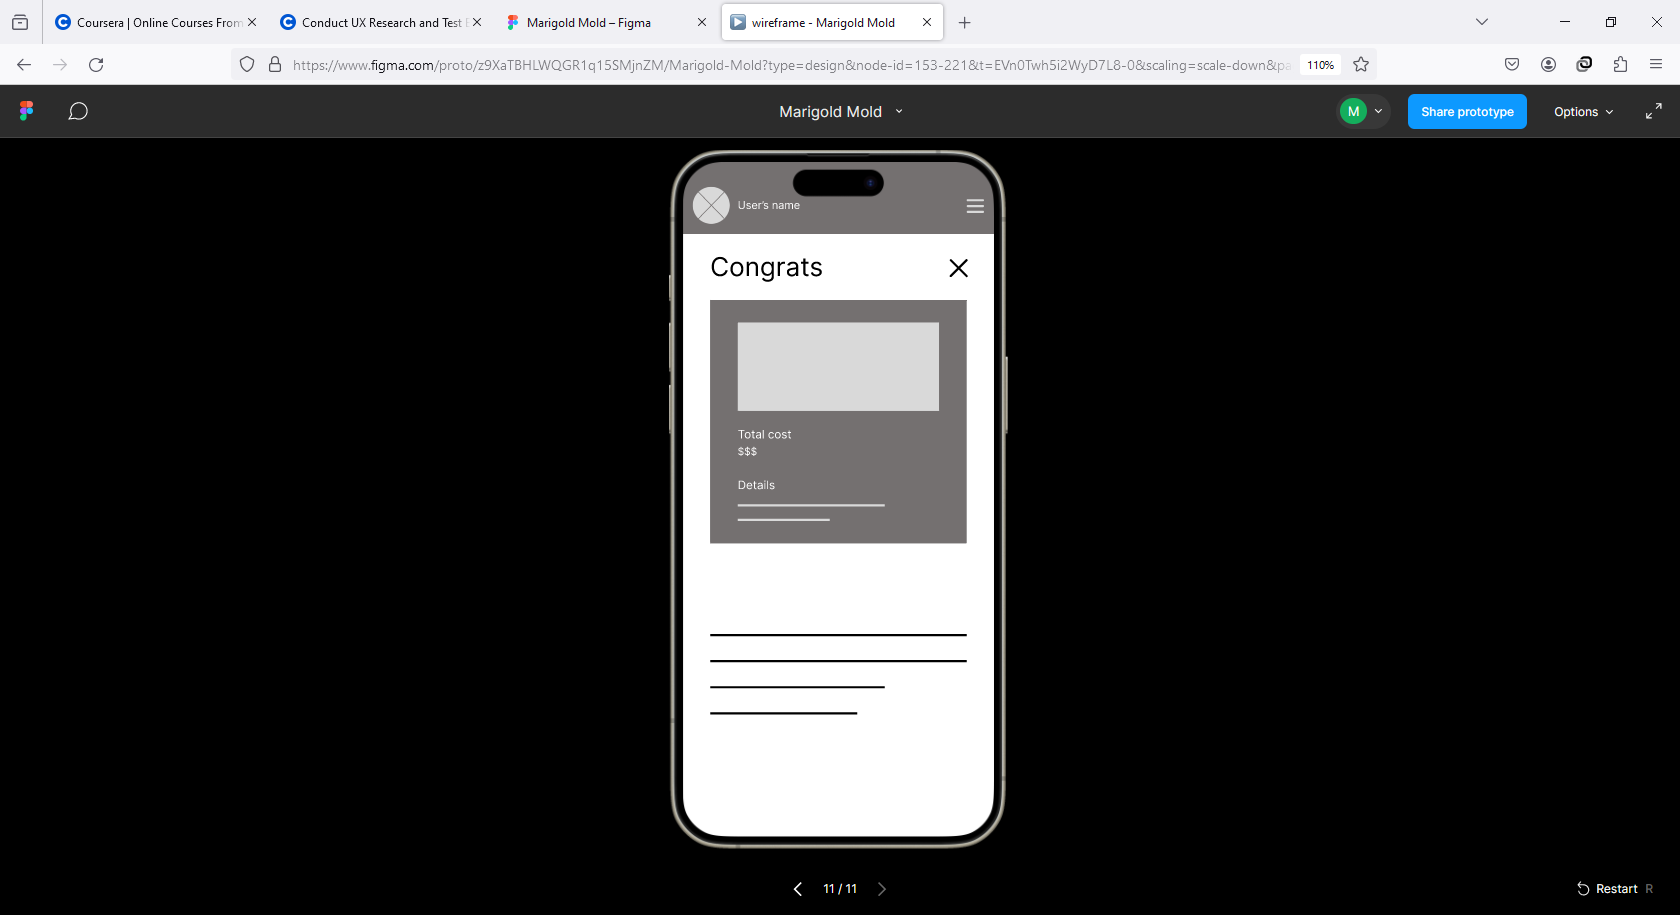 Coursera | Online Courses From
Conduct UX Research and Test
Marigold Mold – Figma
wireframe - Marigold Mold
https://www.figma.com/proto/z9XaTBHLWQGR1q15SMjnZM/Marigold-Mold?type=design&node-id=153-221&t=EVn0Twh5i2WyD7L8-0&scaling=scale-down&pa
110%
Marigold Mold
M
Share prototype
Options
User's name
Congrats
Total cost
$$$
Details
11 / 11
Restart R